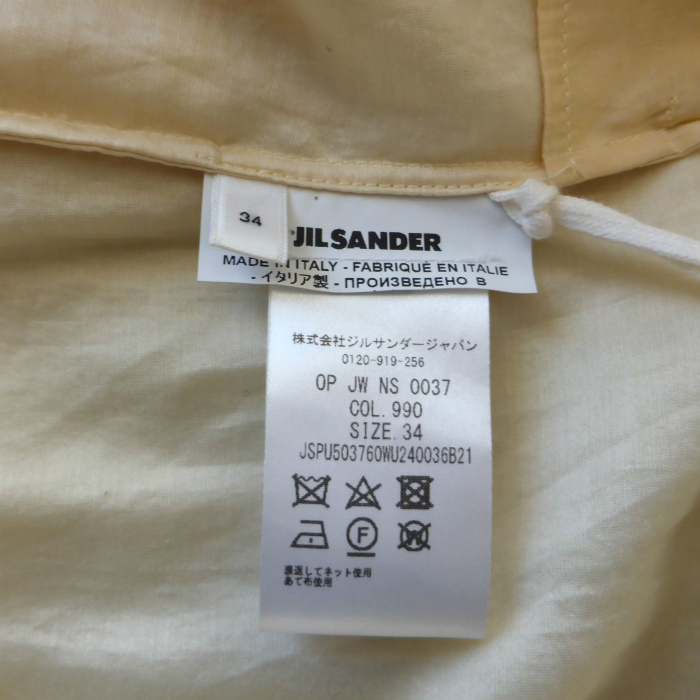 34
JIL SANDER
MADE IN ITALY - FABRIQUÉ EN ITALIE
- イタリア製 - ПРОИЗВЕДЕНО В
株式会社ジルサンダージャパン
0120-919-256
OP JW NS 0037
COL. 990
SIZE. 34
JSPU503760WU240036B21
F
W
裏返してネット使用
あて布使用